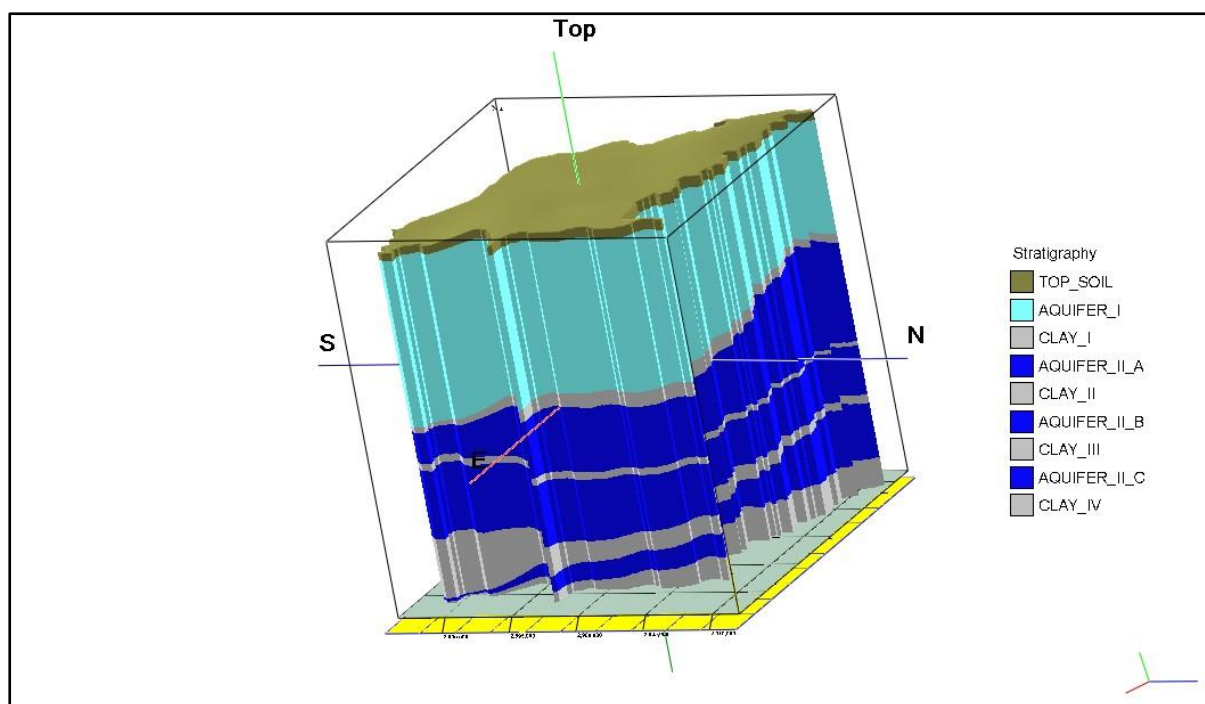 Top
S
N
E
Stratigraphy
TOP_SOIL
AQUIFER_I
CLAY_I
AQUIFER_II_A
CLAY_II
AQUIFER_II_B
CLAY_III
AQUIFER_II_C
CLAY_IV